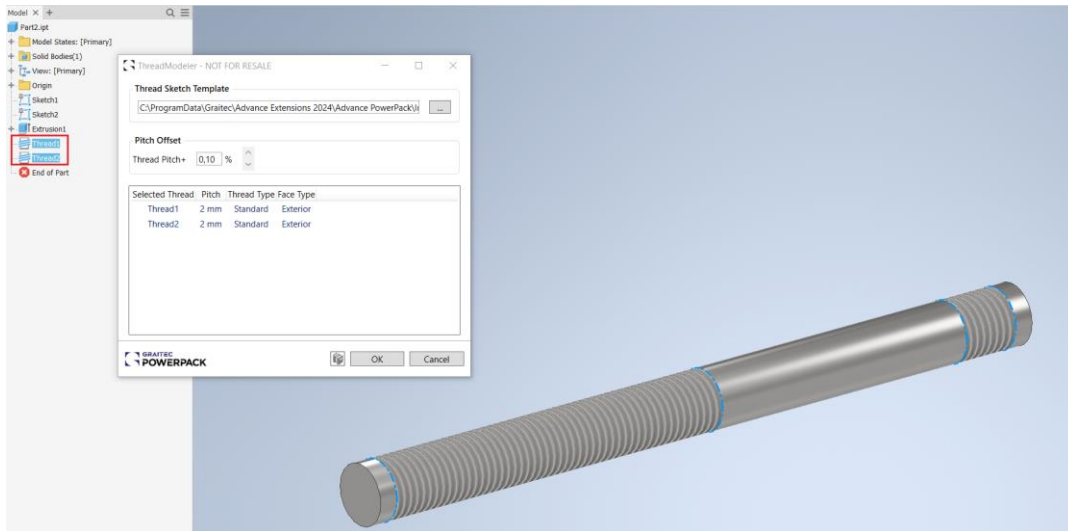 Model × +
Part2.ipt
Model States: [Primary]
Solid Bodies(1)
View: [Primary]
Origin
Sketch1
Sketch2
Extrusion1
Thread1
Thread2
End of Part
ThreadModeler - NOT FOR RESALE
Thread Sketch Template
C:\ProgramData\Graitec\Advance Extensions 2024\Advance PowerPack\
...
Pitch Offset
Thread Pitch+ 0,10 %
Selected Thread Pitch Thread Type Face Type
Thread1 2 mm Standard Exterior
Thread2 2 mm Standard Exterior
GRAITEC
POWERPACK
OK Cancel